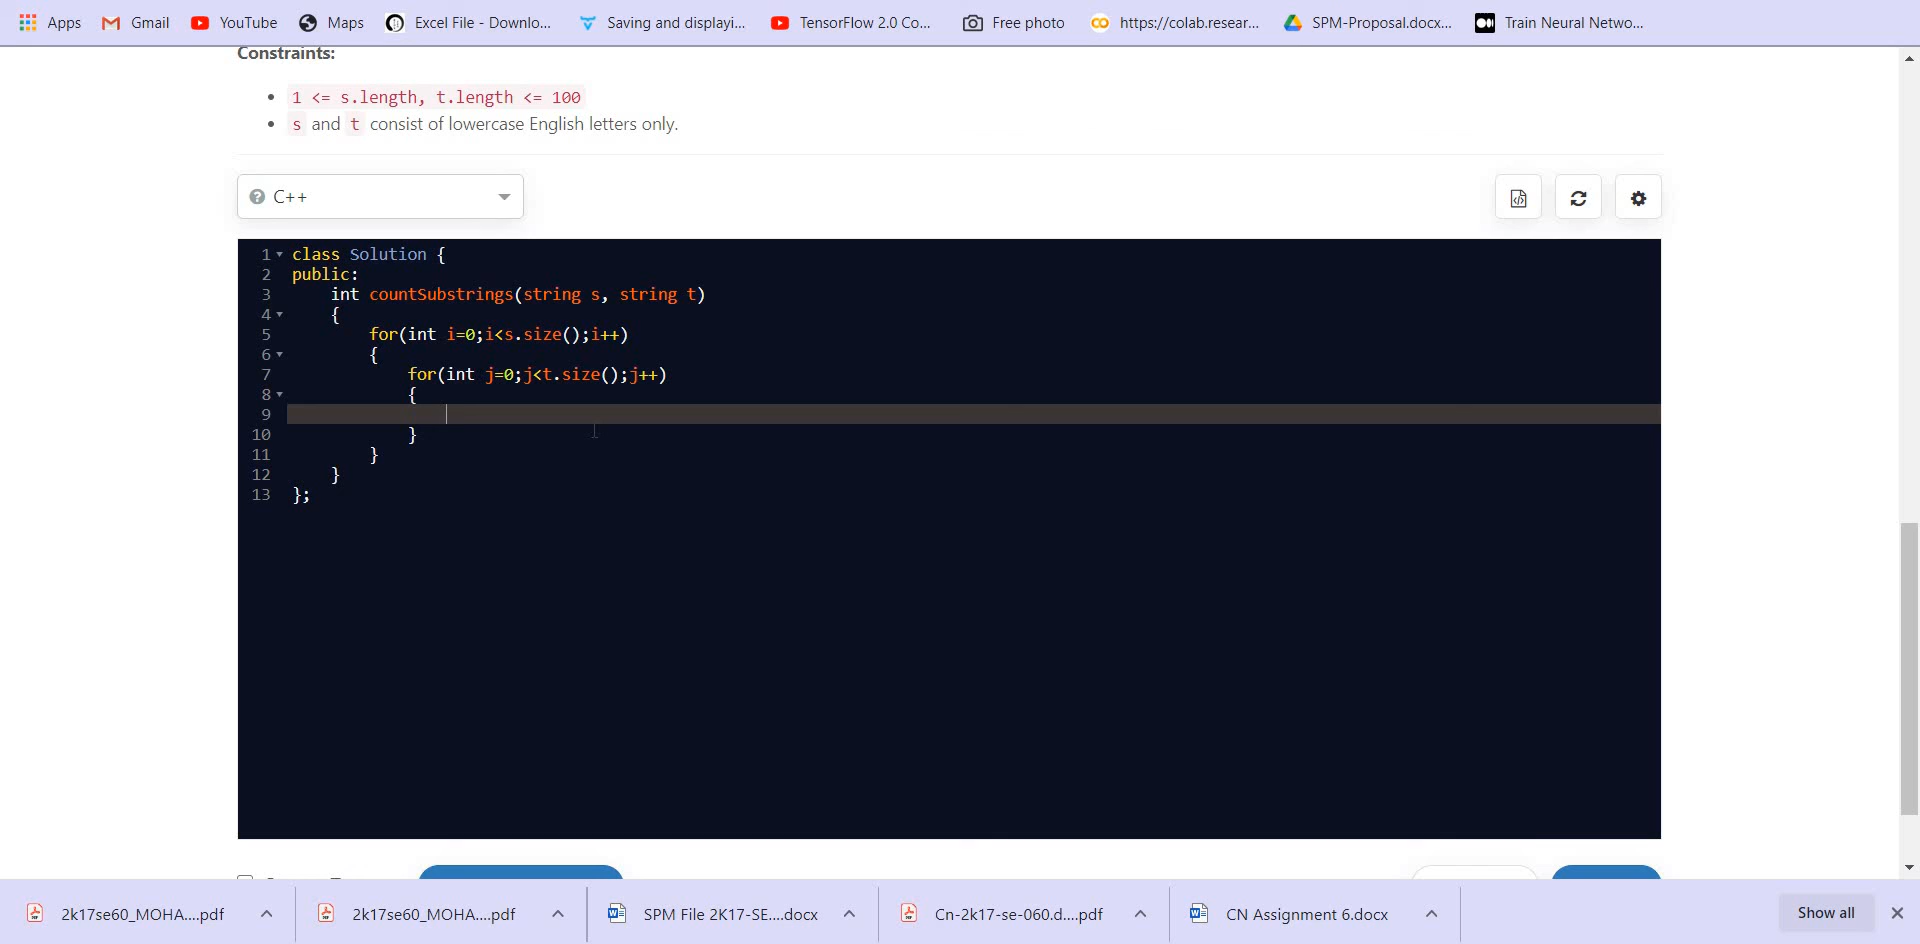 Apps Gmail YouTube Maps Excel File - Downlo... Saving and displayi... TensorFlow 2.0 Co... Free photo https://colab.resear... SPM-Proposal.docx... Train Neural Netwo...
Constraints:
1 <= s.length, t.length <= 100
s and t consist of lowercase English letters only.
C++
1 class Solution {
2 public:
3 int countSubstrings(string s, string t)
4 {
5 for(int i=0;i<s.size();i++)
6 {
7 for(int j=0;j<t.size();j++)
8 {
9
10 }
11 }
12 }
13 };
2k17se60_MOHA....pdf 2k17se60_MOHA....pdf SPM File 2K17-SE....docx Cn-2k17-se-060.d....pdf CN Assignment 6.docx Show all